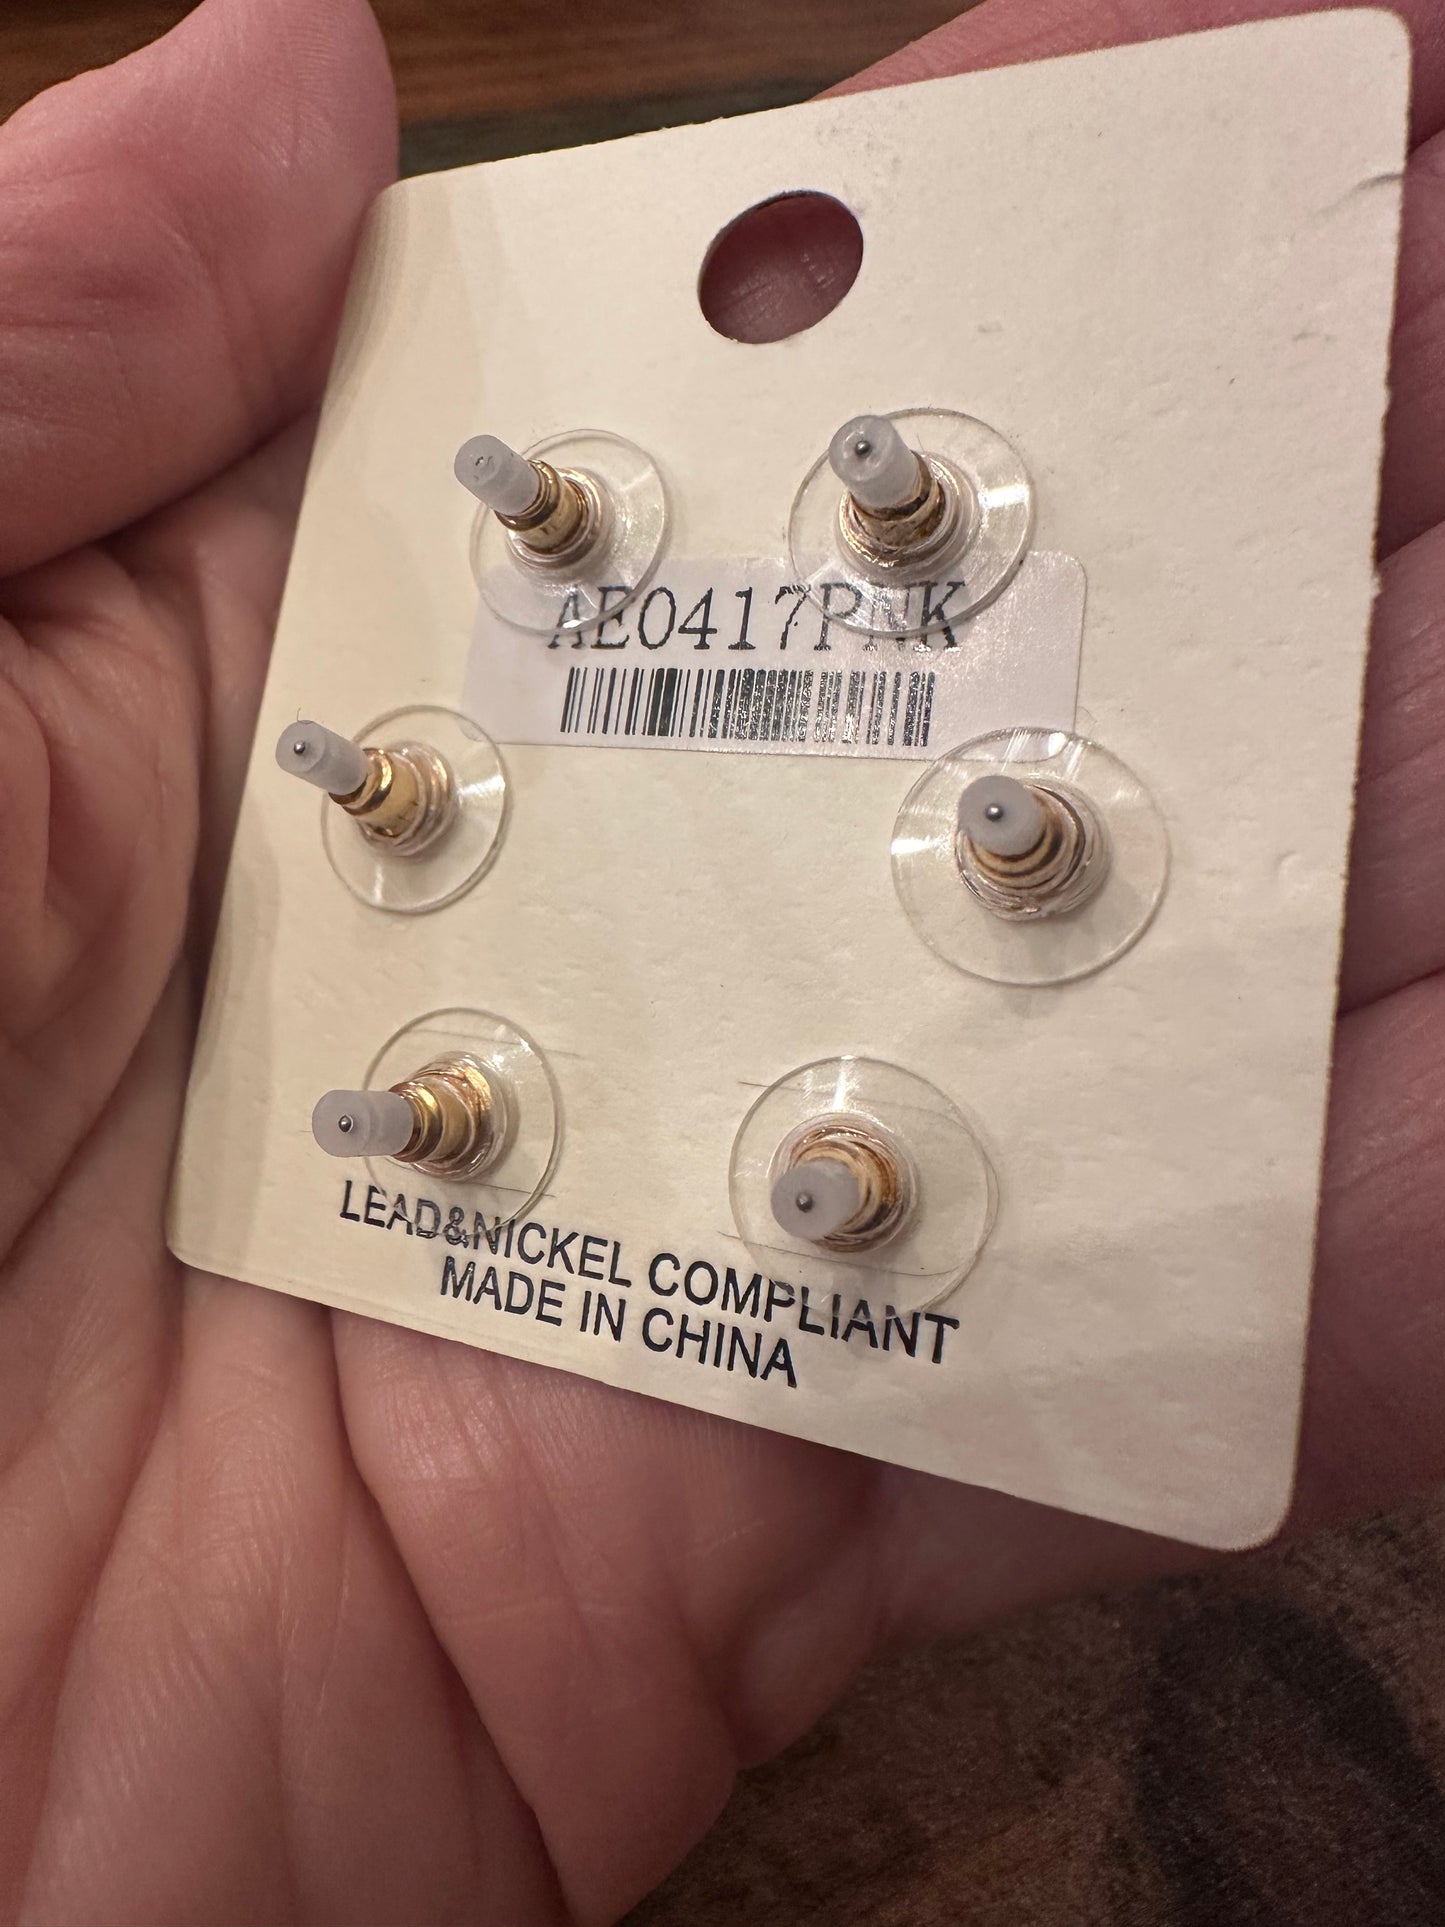 AE0417PNK
LEAD&NICKEL COMPLIANT
MADE IN CHINA